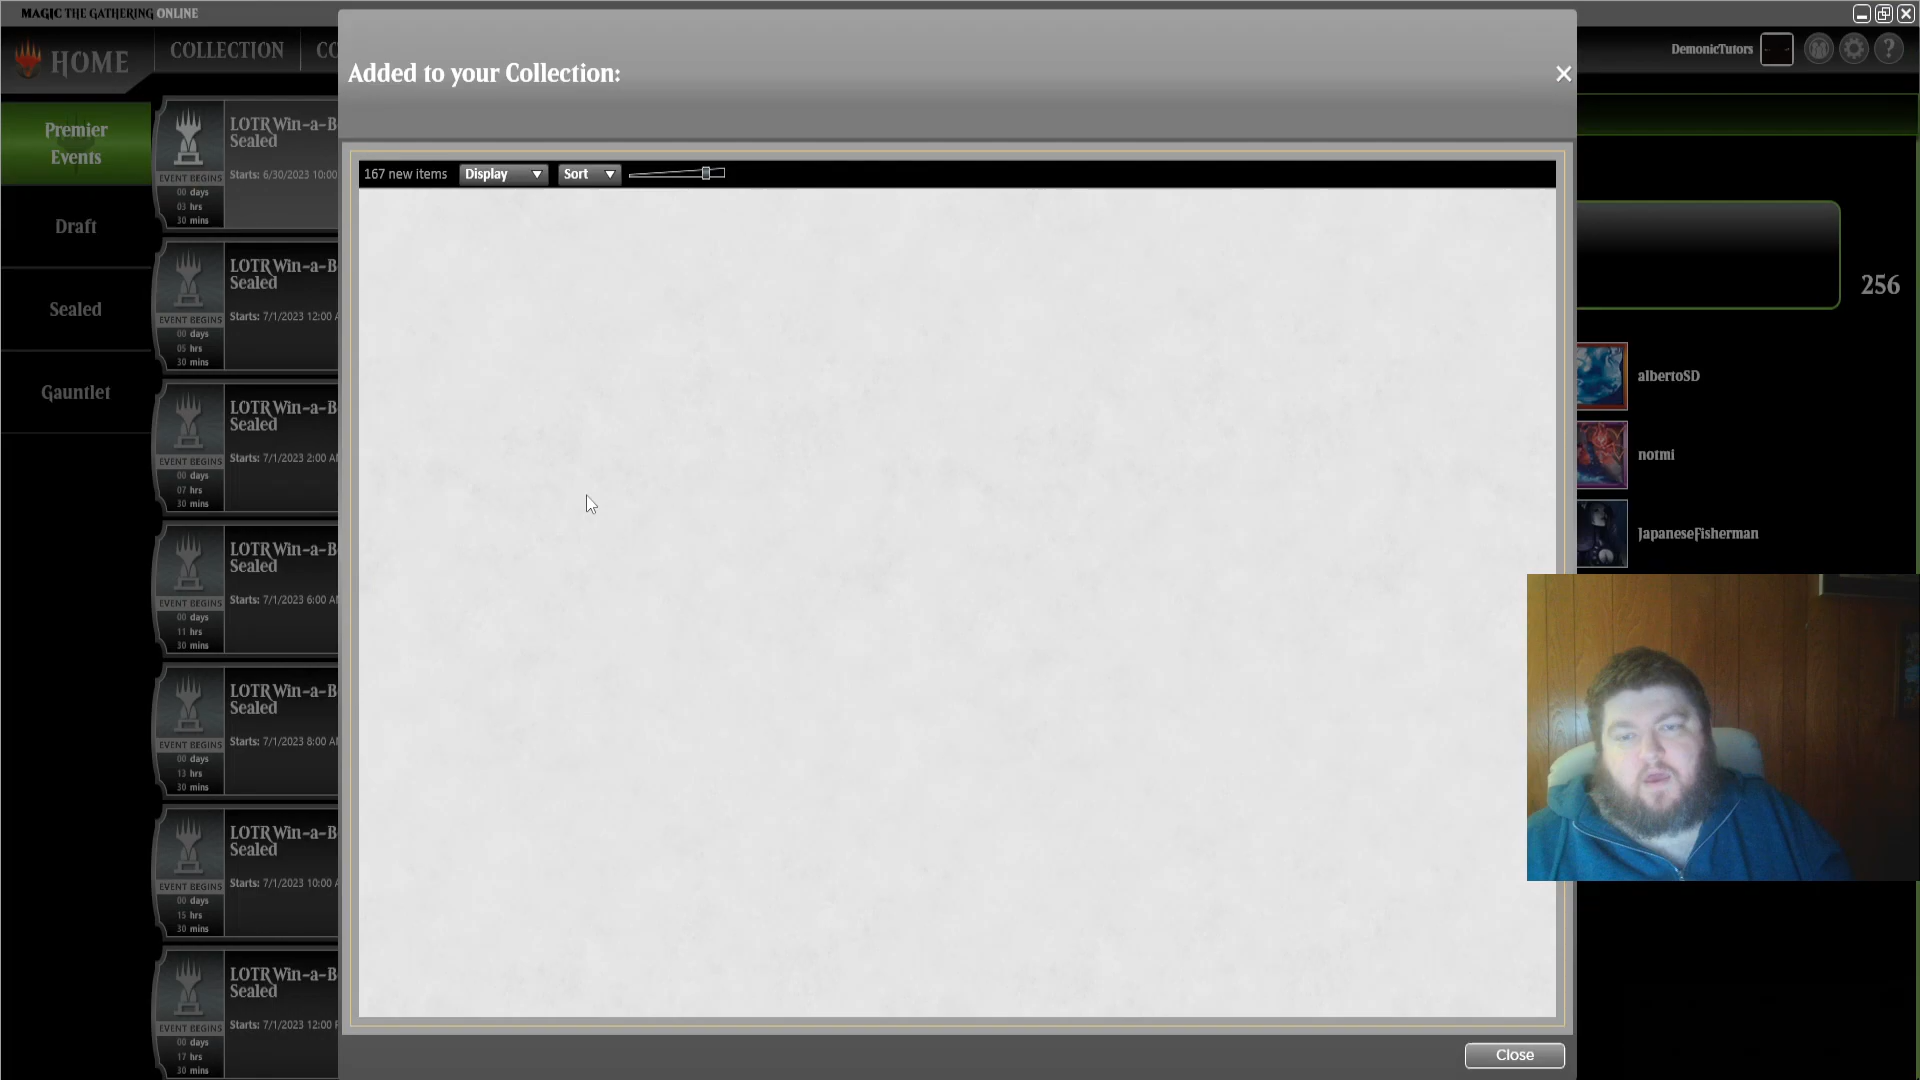 MAGIC THE GATHERING ONLINE
HOME
COLLECTION
CO
DemonicTutors
?
Added to your Collection:
167 new items
Display
Sort
Premier
Events
Draft
Sealed
Gauntlet
LOTR Win-a-B
Sealed
Starts: 6/30/2023 10:00
EVENT BEGINS
00 days
03 hrs
30 mins
LOTR Win-a-B
Sealed
Starts: 7/1/2023 12:00 A
EVENT BEGINS
00 days
05 hrs
30 mins
LOTR Win-a-B
Sealed
Starts: 7/1/2023 2:00 AM
EVENT BEGINS
00 days
07 hrs
30 mins
LOTR Win-a-B
Sealed
Starts: 7/1/2023 6:00 AM
EVENT BEGINS
00 days
11 hrs
30 mins
LOTR Win-a-B
Sealed
Starts: 7/1/2023 8:00 AM
EVENT BEGINS
00 days
13 hrs
30 mins
LOTR Win-a-B
Sealed
Starts: 7/1/2023 10:00 A
EVENT BEGINS
00 days
15 hrs
30 mins
LOTR Win-a-B
Sealed
Starts: 7/1/2023 12:00 P
EVENT BEGINS
00 days
17 hrs
30 mins
256
albertoSD
notmi
JapaneseFisherman
Close